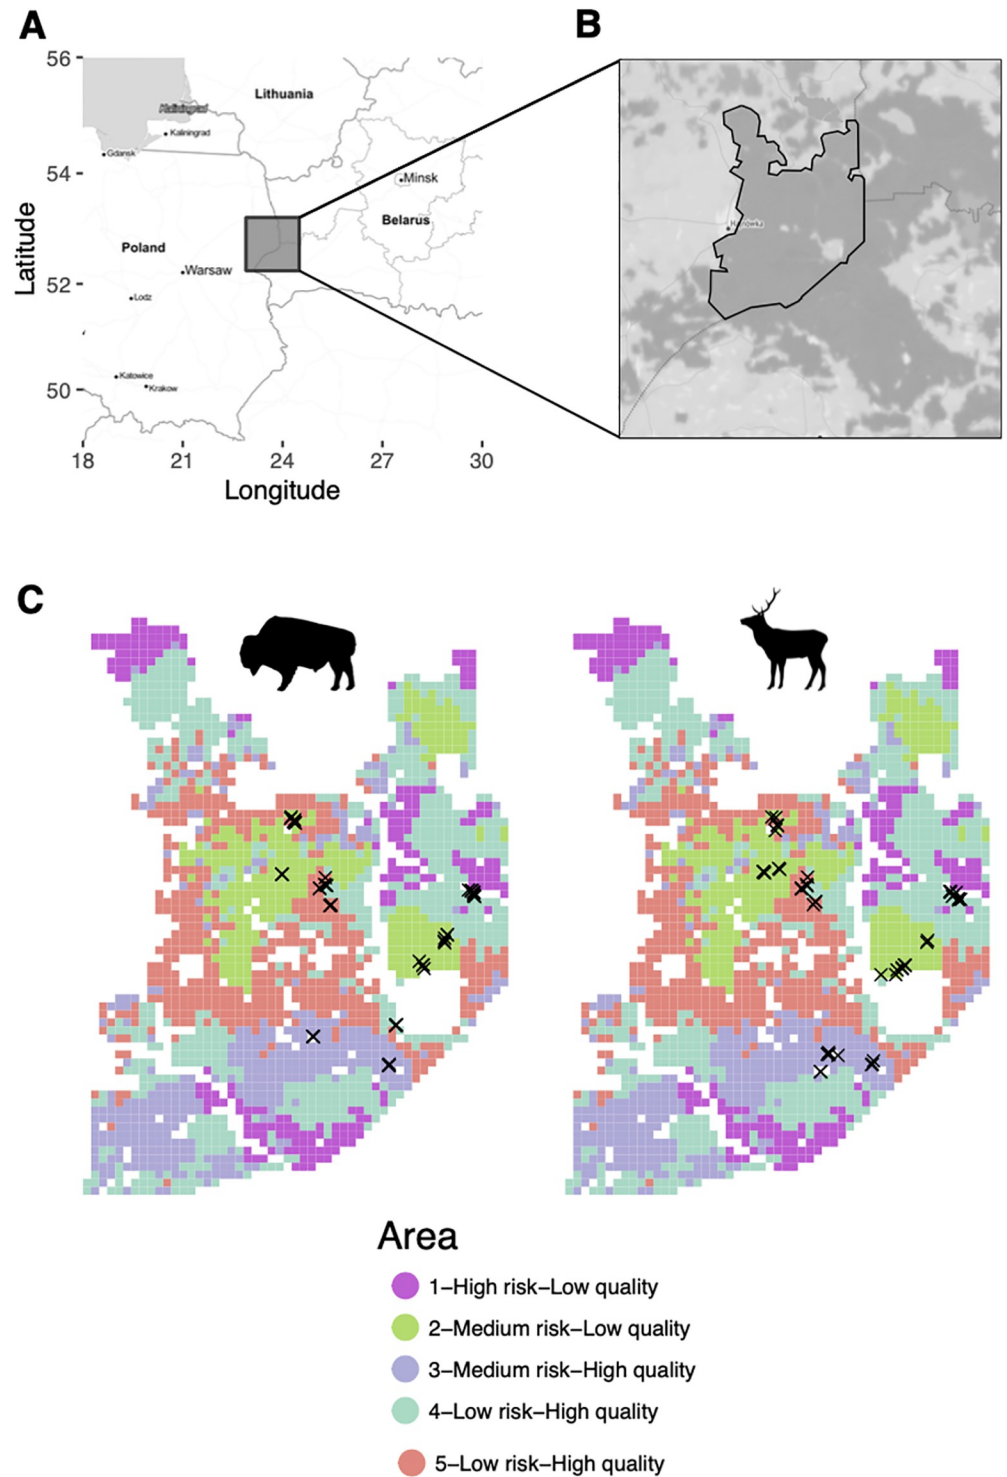 A
B
56
54
52
50
Latitude
Lithuania
Kaliningrad
Kaliningrad
Gdansk
Minsk
Belarus
Poland
Warsaw
Lodz
Katowice
Krakow
18 21 24 27 30
Longitude
C
Area
1–High risk–Low quality
2–Medium risk–Low quality
3–Medium risk–High quality
4–Low risk–High quality
5–Low risk–High quality